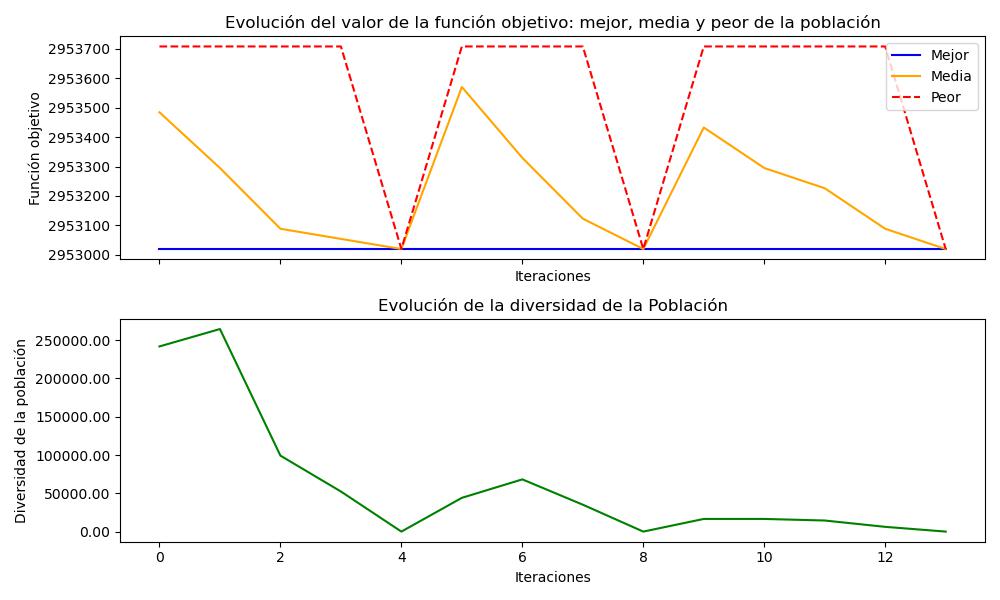 Evolución del valor de la función objetivo: mejor, media y peor de la población
Función objetivo
2953700
2953600
2953500
2953400
2953300
2953200
2953100
2953000
Mejor
Media
Peor
Iteraciones
Evolución de la diversidad de la Población
Diversidad de la población
250000.00
200000.00
150000.00
100000.00
50000.00
0.00
0 2 4 6 8 10 12
Iteraciones